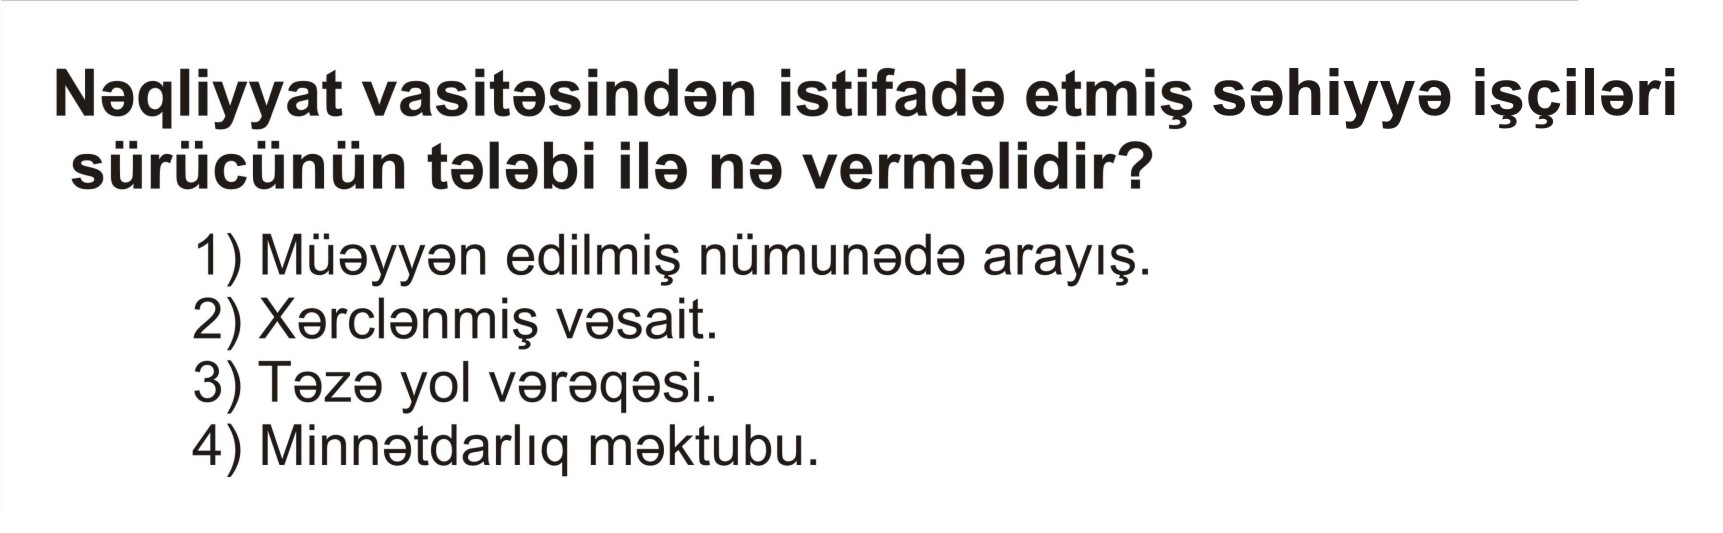 Nəqliyyat vasitəsindən istifadə etmiş səhiyyə işçiləri
sürücünün tələbi ilə nə verməlidir?
1) Müəyyən edilmiş nümunədə arayış.
2) Xərclənmiş vəsait.
3) Təzə yol vərəqəsi.
4) Minnətdarlıq məktubu.